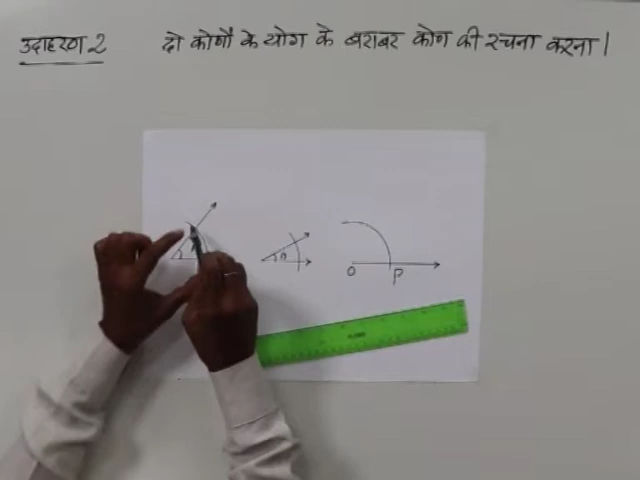 उदाहरण 2 दो कोणों के योग के बराबर कोण की रचना करना।
O P